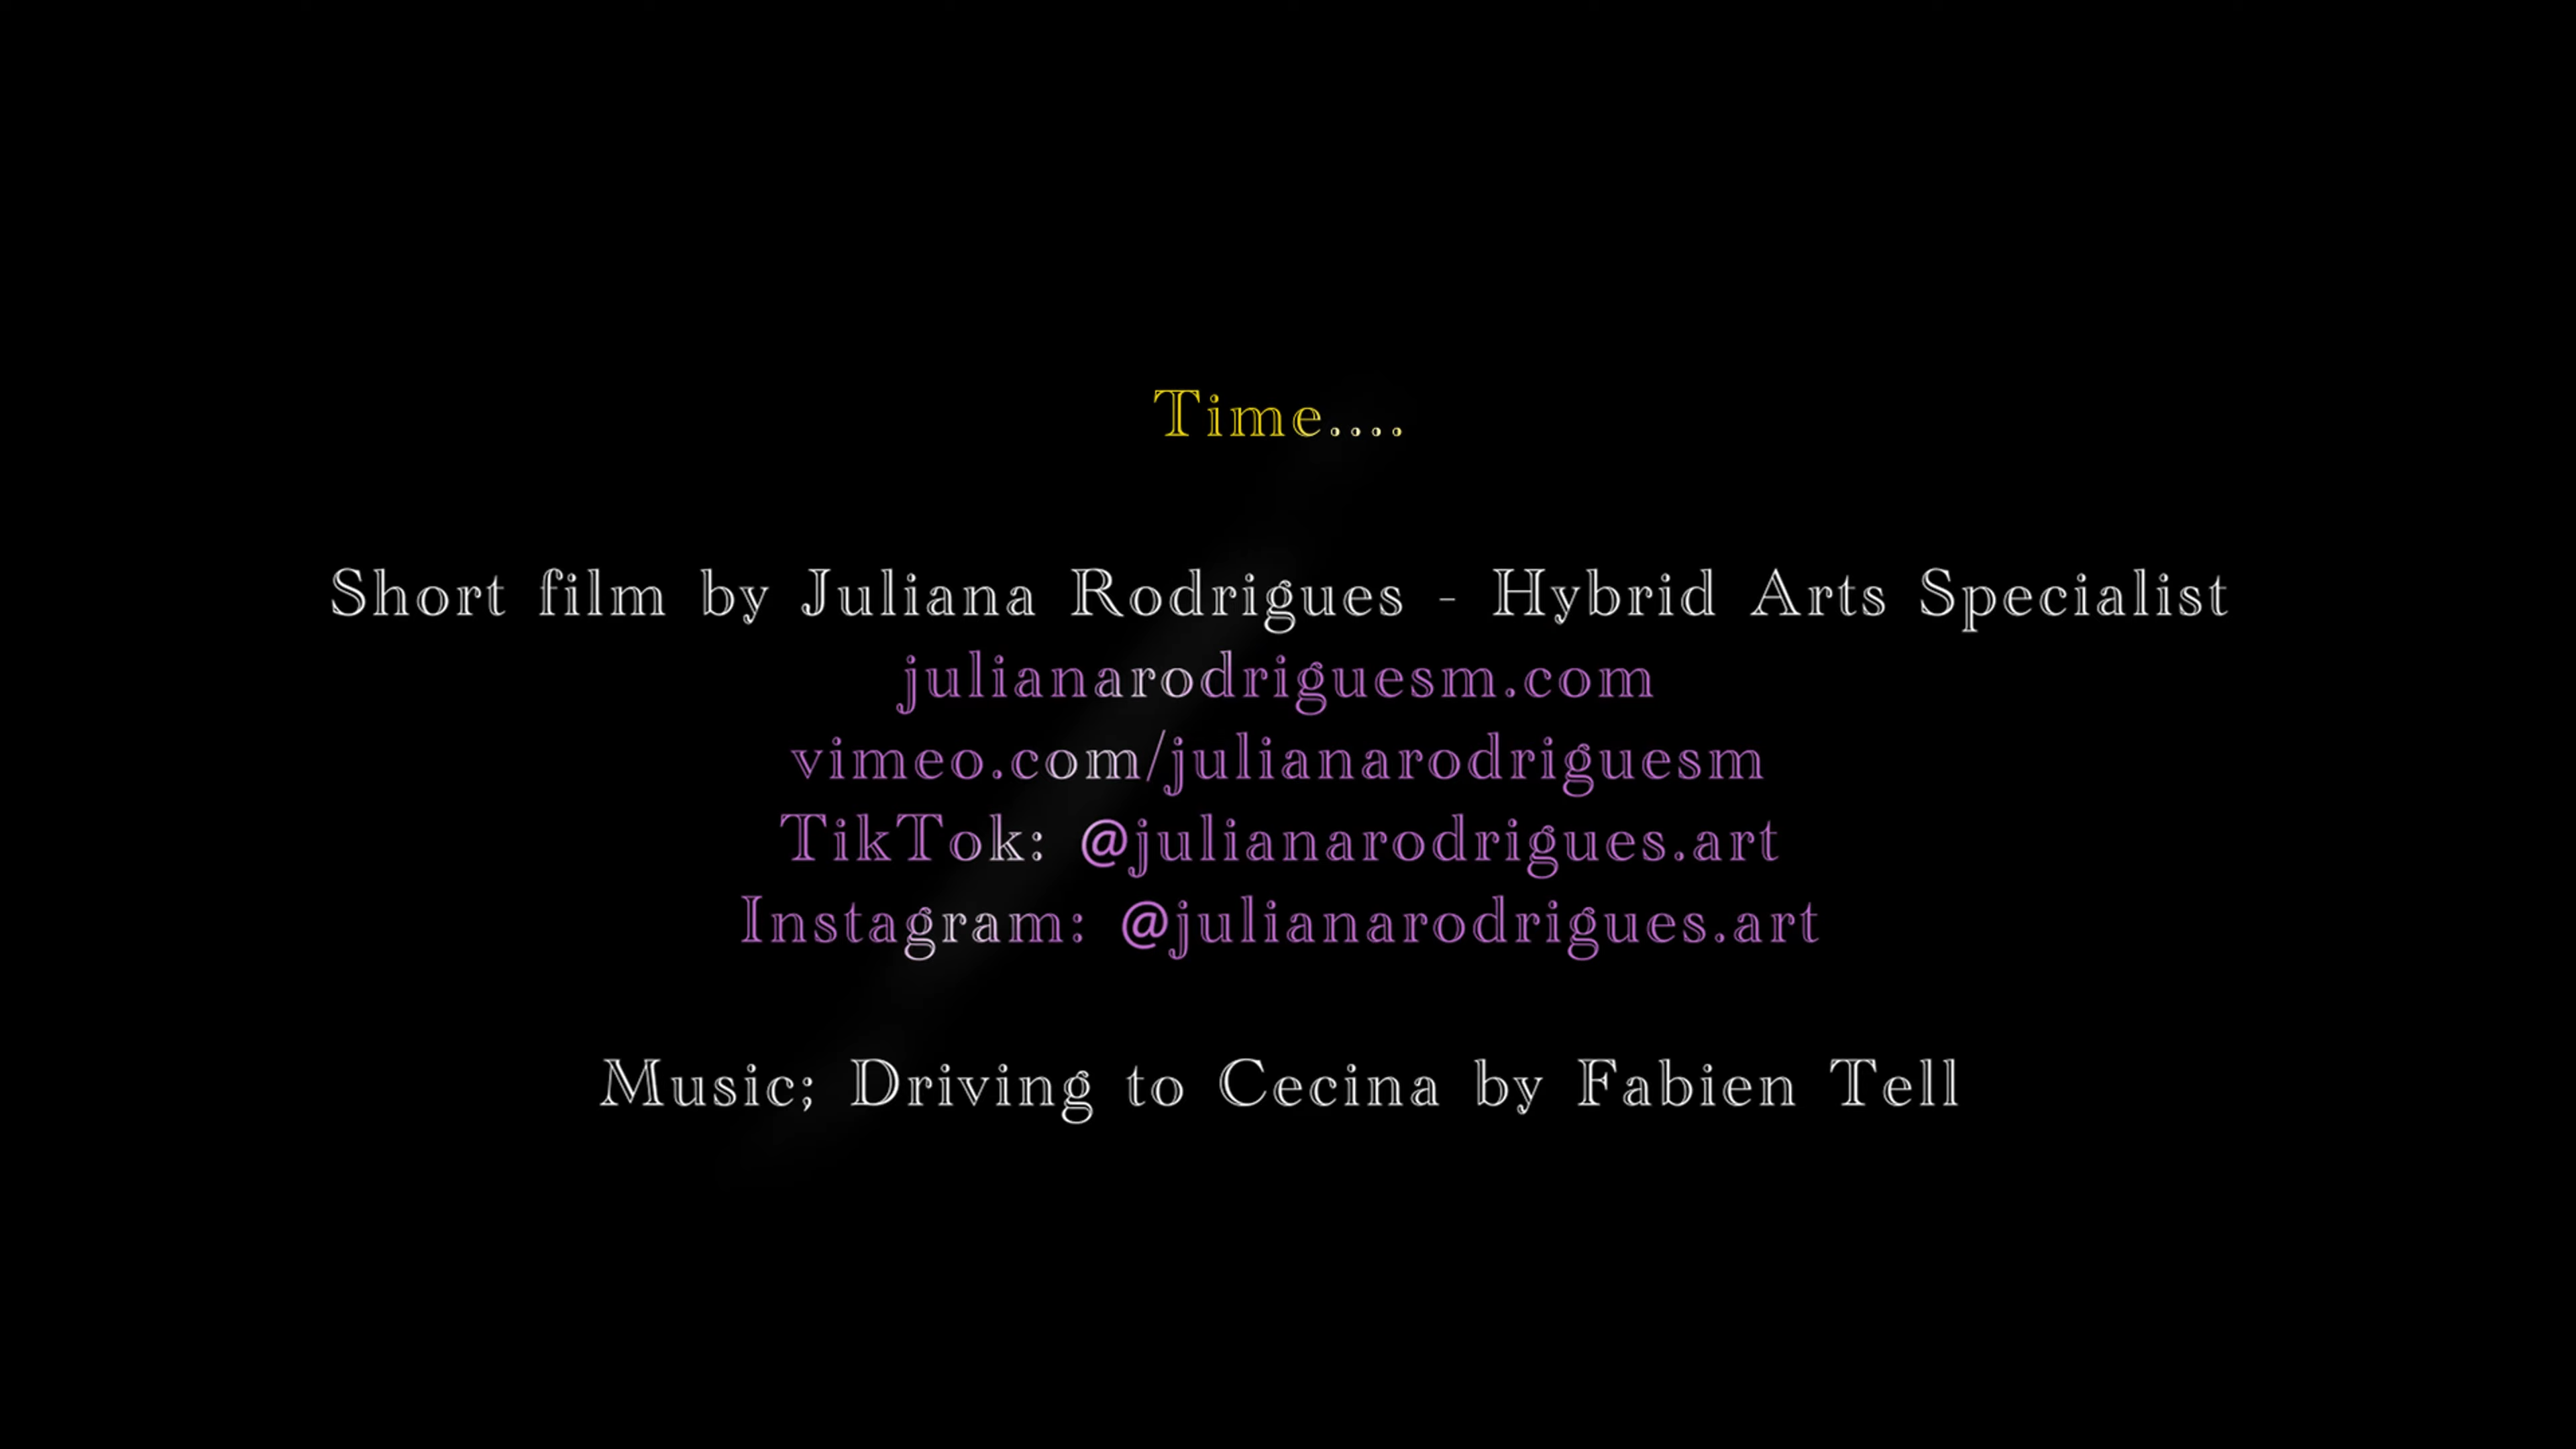 Time....
Short film by Juliana Rodrigues - Hybrid Arts Specialist
julianarodriguesm.com
vimeo.com/julianarodriguesm
TikTok: @julianarodrigues.art
Instagram: @julianarodrigues.art
Music; Driving to Cecina by Fabien Tell